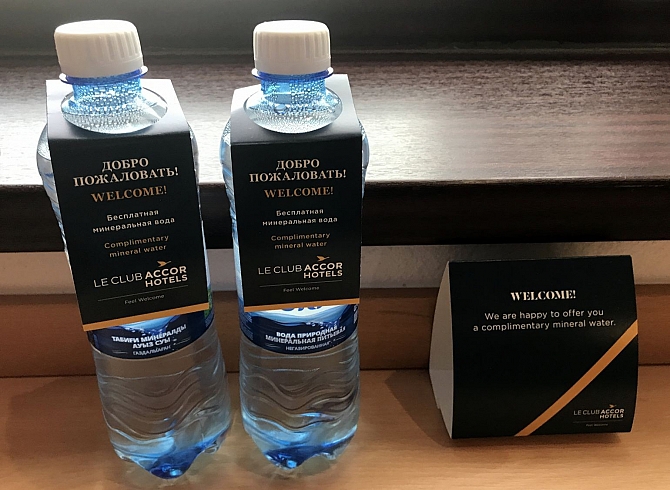 ДОБРО
ПОЖАЛОВАТЬ!
WELCOME!
Бесплатная
минеральная вода
Complimentary
mineral water
LE CLUB ACCOR
HOTELS
Feel Welcome
ТАБИҒИ МИНЕРАЛДЫ
АУЫЗ СУЫ
ГАЗДАЛМАҒАН
ДОБРО
ПОЖАЛОВАТЬ!
WELCOME!
Бесплатная
минеральная вода
Complimentary
mineral water
LE CLUB ACCOR
HOTELS
Feel Welcome
ВОДА ПРИРОДНАЯ
МИНЕРАЛЬНАЯ ПИТЬЕВАЯ
НЕГАЗИРОВАННАЯ
WELCOME!
We are happy to offer you
a complimentary mineral water.
LE CLUB ACCOR
HOTELS
Feel Welcome